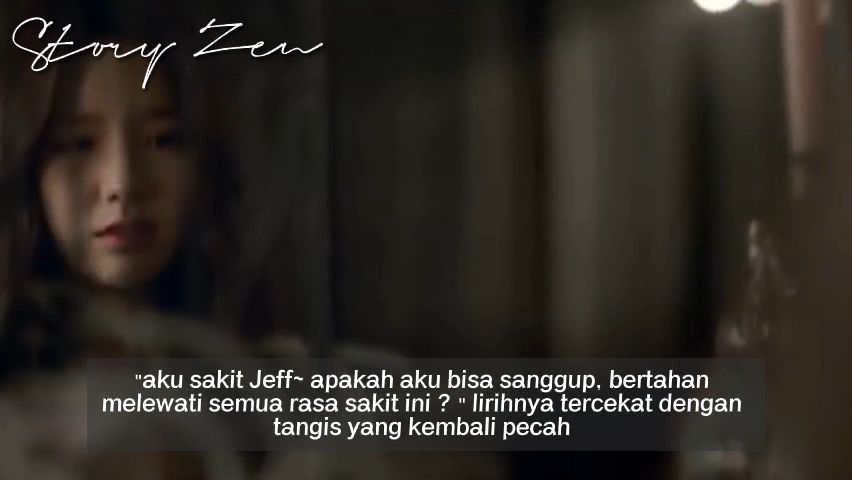 Story Zen
"aku sakit Jeff~ apakah aku bisa sanggup, bertahan
melewati semua rasa sakit ini ? " lirihnya tercekat dengan
tangis yang kembali pecah